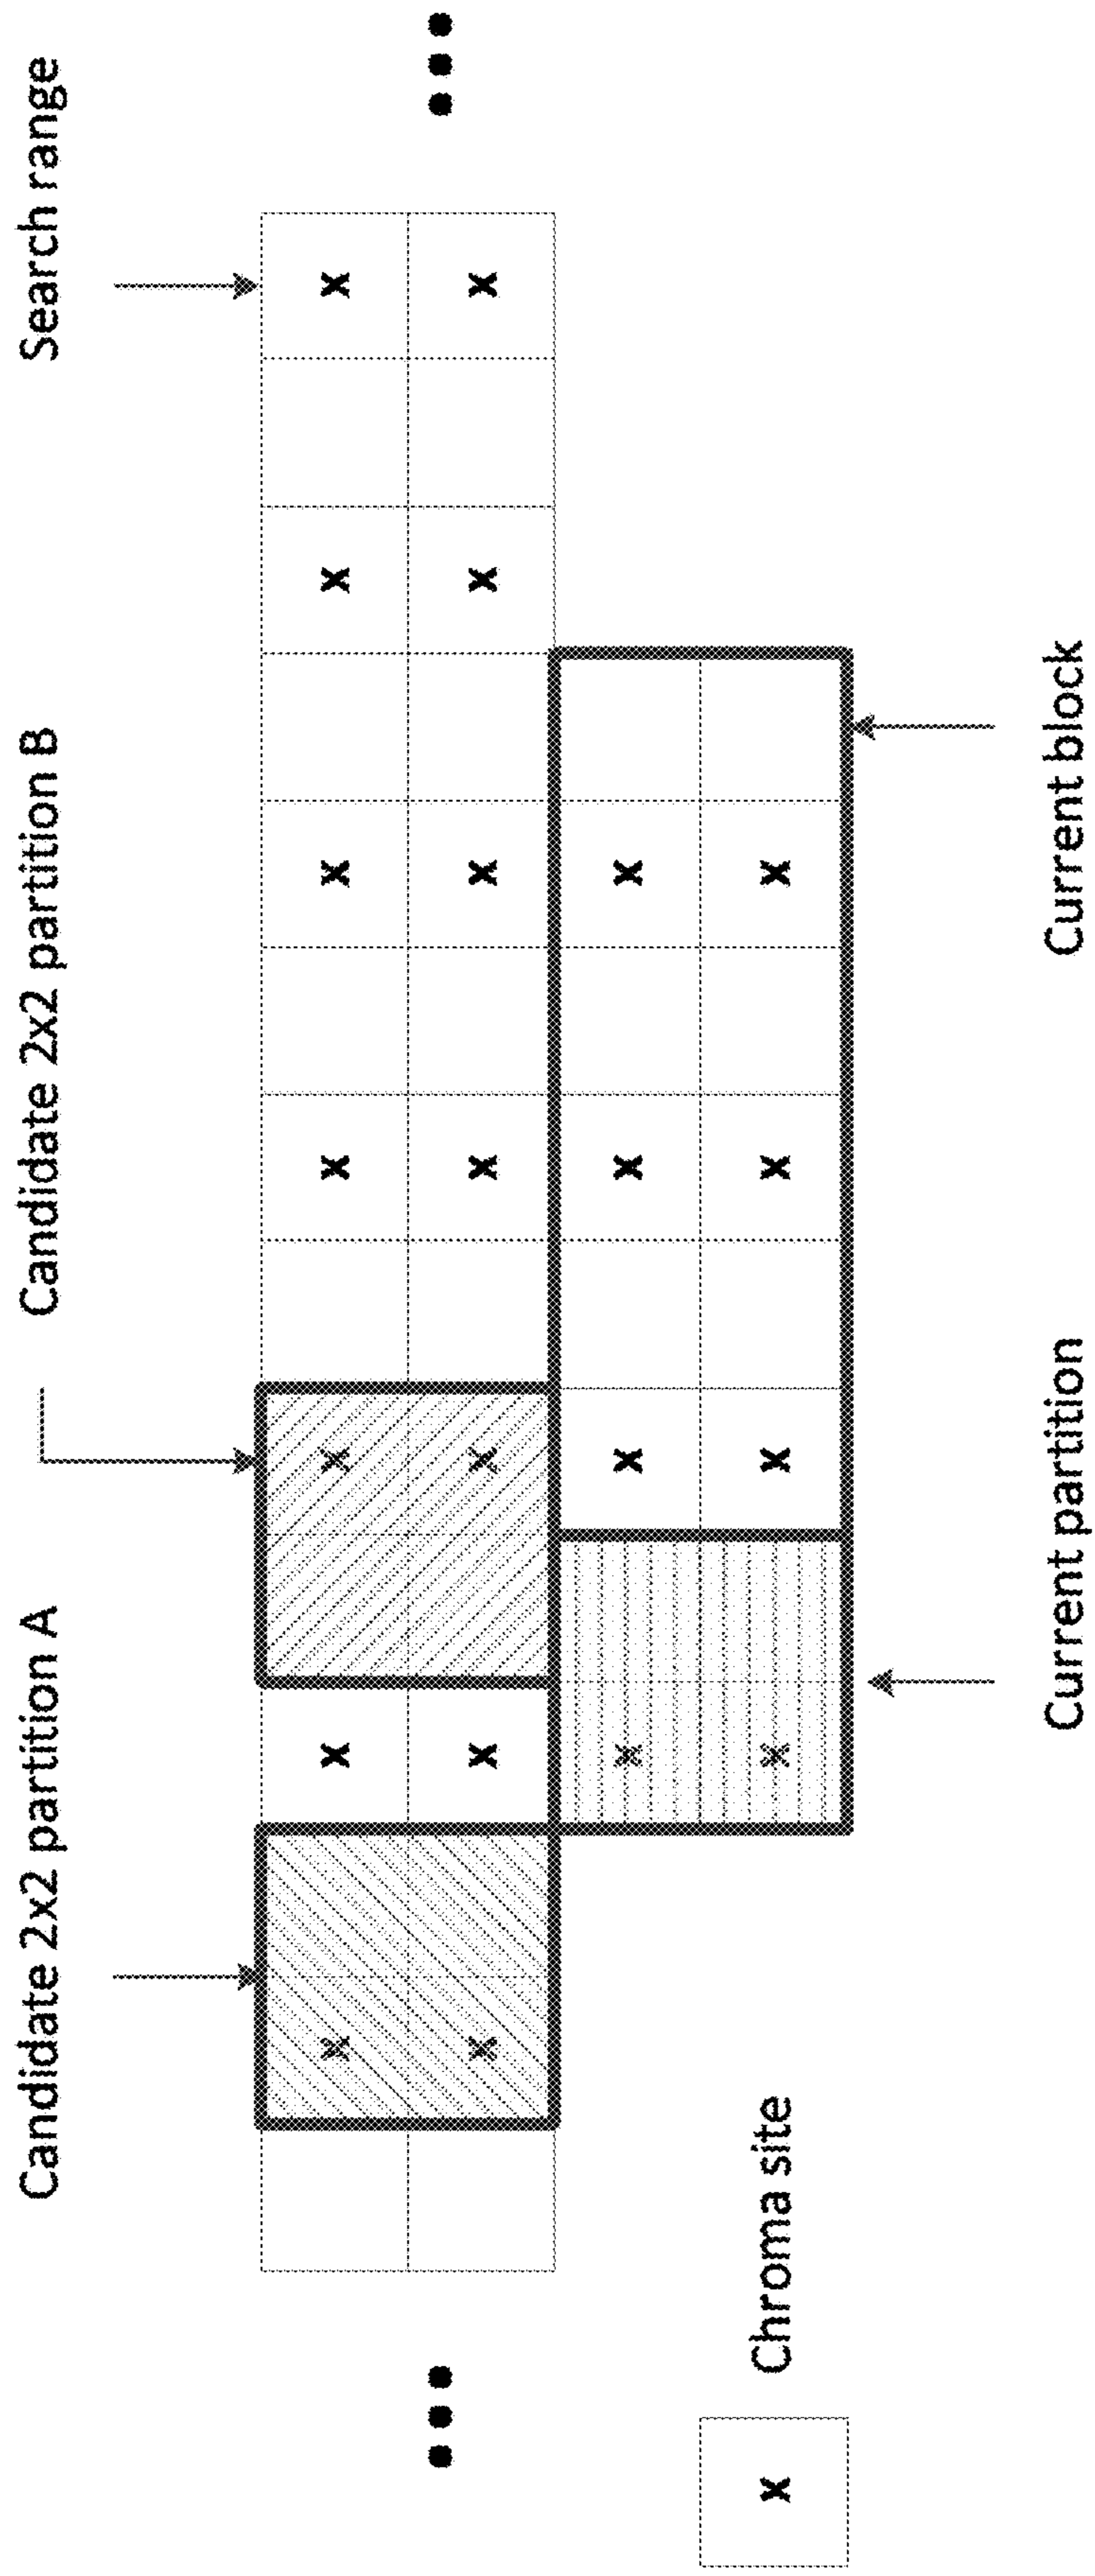 Candidate 2x2 partition A
Candidate 2x2 partition B
Search range
x x x x x x x
x x x x x x x
x x x x
x x x x
Current partition
Current block
x Chroma site